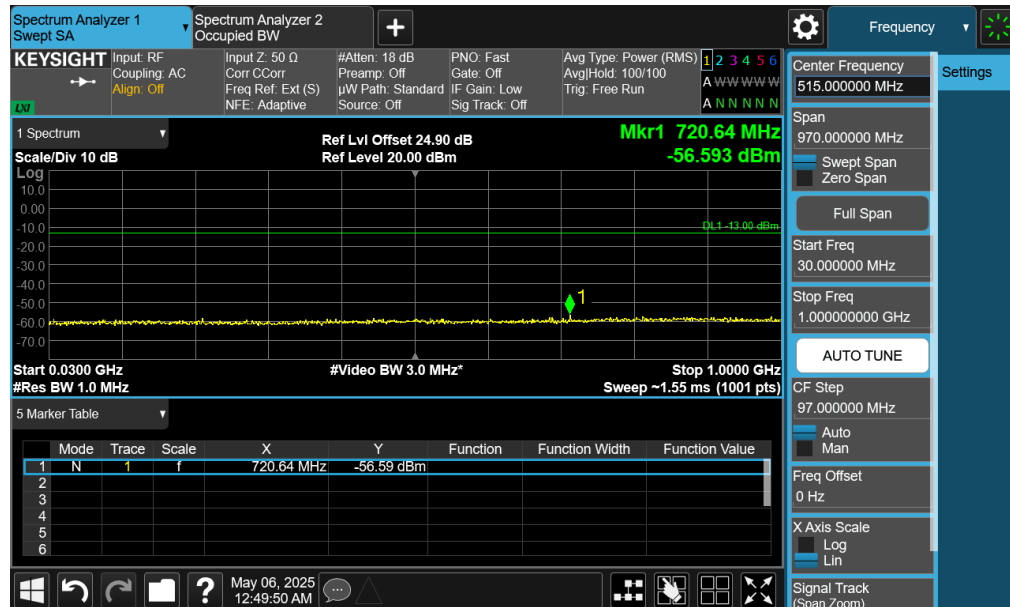 Spectrum Analyzer 1
Swept SA
Spectrum Analyzer 2
Occupied BW
Frequency
KEYSIGHT
LXI
Input: RF
Coupling: AC
Align: Off
Input Z: 50 Ω
Corr CCorr
Freq Ref: Ext (S)
NFE: Adaptive
#Atten: 18 dB
Preamp: Off
µW Path: Standard
Source: Off
PNO: Fast
Gate: Off
IF Gain: Low
Sig Track: Off
Avg Type: Power (RMS)
Avg|Hold: 100/100
Trig: Free Run
1 2 3 4 5 6
A W W W W W
A N N N N N
1 Spectrum
Scale/Div 10 dB
Ref Lvl Offset 24.90 dB
Ref Level 20.00 dBm
Mkr1 720.64 MHz
-56.593 dBm
Log
10.0
0.00
-10.0
-20.0
-30.0
-40.0
-50.0
-60.0
-70.0
DL1 -13.00 dBm
1
Start 0.0300 GHz
#Video BW 3.0 MHz*
Stop 1.0000 GHz
#Res BW 1.0 MHz
Sweep ~1.55 ms (1001 pts)
5 Marker Table
Mode Trace Scale X Y Function Function Width Function Value
1 N 1 f 720.64 MHz -56.59 dBm
2
3
4
5
6
May 06, 2025
12:49:50 AM
Center Frequency
515.000000 MHz
Span
970.000000 MHz
Swept Span
Zero Span
Full Span
Start Freq
30.000000 MHz
Stop Freq
1.000000000 GHz
AUTO TUNE
CF Step
97.000000 MHz
Auto
Man
Freq Offset
0 Hz
X Axis Scale
Log
Lin
Signal Track
(Span Zoom)
Settings